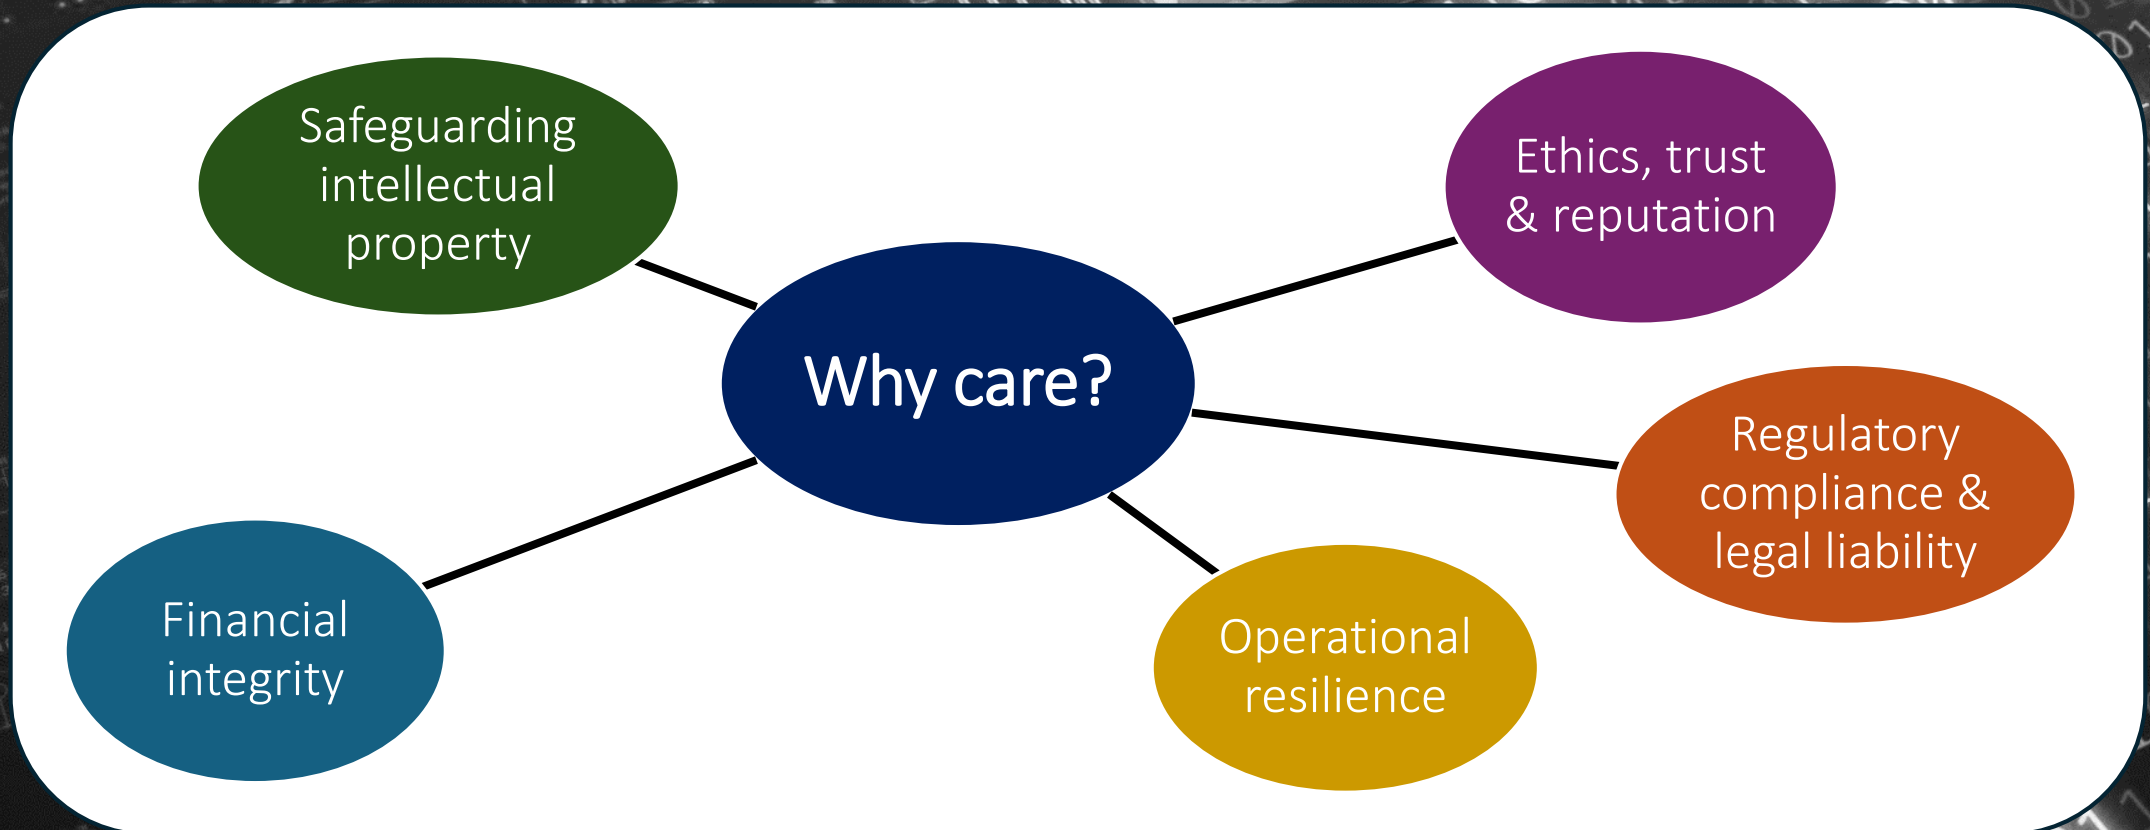 Safeguarding
intellectual
property
Ethics, trust
& reputation
Why care?
Regulatory
compliance &
legal liability
Financial
integrity
Operational
resilience